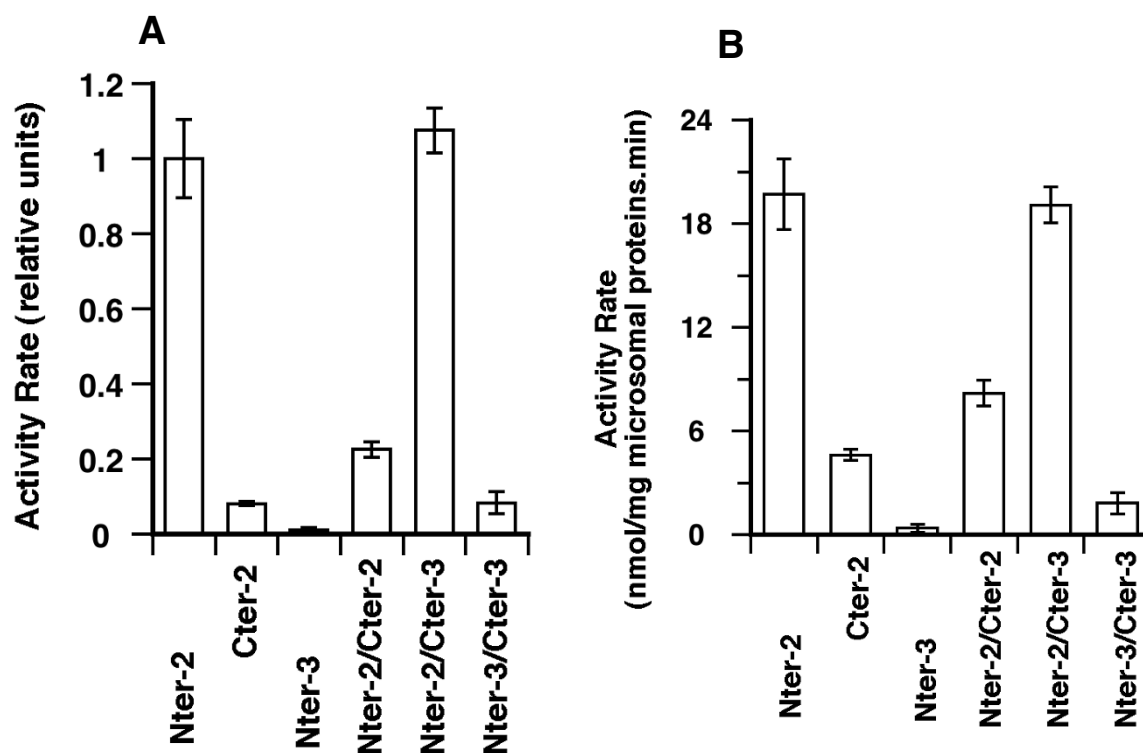 A
Activity Rate (relative units)
1.2
1
0.8
0.6
0.4
0.2
0
Nter-2
Cter-2
Nter-3
Nter-2/Cter-2
Nter-2/Cter-3
Nter-3/Cter-3
B
Activity Rate
(nmol/mg microsomal proteins.min)
24
18
12
6
0
Nter-2
Cter-2
Nter-3
Nter-2/Cter-2
Nter-2/Cter-3
Nter-3/Cter-3